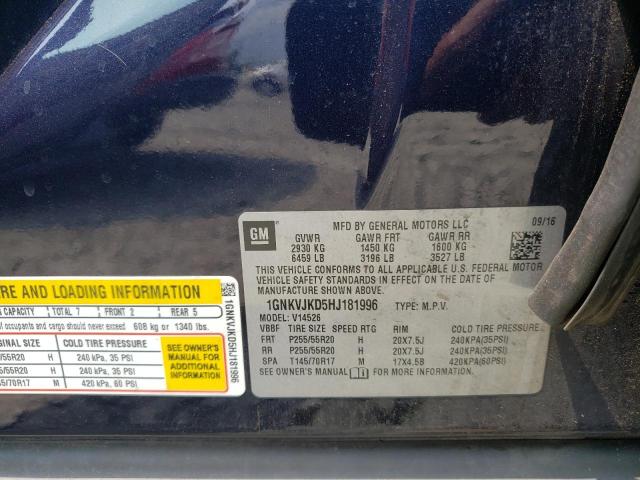 GM
MFD BY GENERAL MOTORS LLC
09/16
GVWR GAWR FRT GAWR RR
2930 KG 1450 KG 1600 KG
6459 LB 3196 LB 3527 LB
THIS VEHICLE CONFORMS TO ALL APPLICABLE U.S. FEDERAL MOTOR
VEHICLE SAFETY STANDARDS IN EFFECT ON THE DATE OF
MANUFACTURE SHOWN ABOVE.
1GNKVJKD5HJ181996 TYPE: M.P.V.
MODEL: V14526
VBBF TIRE SIZE SPEED RTG RIM COLD TIRE PRESSURE
FRT P255/55R20 H 20X7.5J 240KPA(35PSI)
RR P255/55R20 H 20X7.5J 240KPA(35PSI)
SPA T145/70R17 M 17X4.5B 420KPA(60PSI)
SEE OWNER'S MANUAL FOR MORE INFORMATION.
RE AND LOADING INFORMATION
CAPACITY TOTAL 7 FRONT 2 REAR 5
of occupants and cargo should never exceed 608 kg or 1340 lbs.
COLD TIRE PRESSURE
/55R20 H 240 kPa, 35 PSI
/55R20 H 240 kPa, 35 PSI
/70R17 M 420 kPa, 60 PSI
SEE OWNER'S
MANUAL FOR
ADDITIONAL
INFORMATION
1GNKVJKD5HJ181996